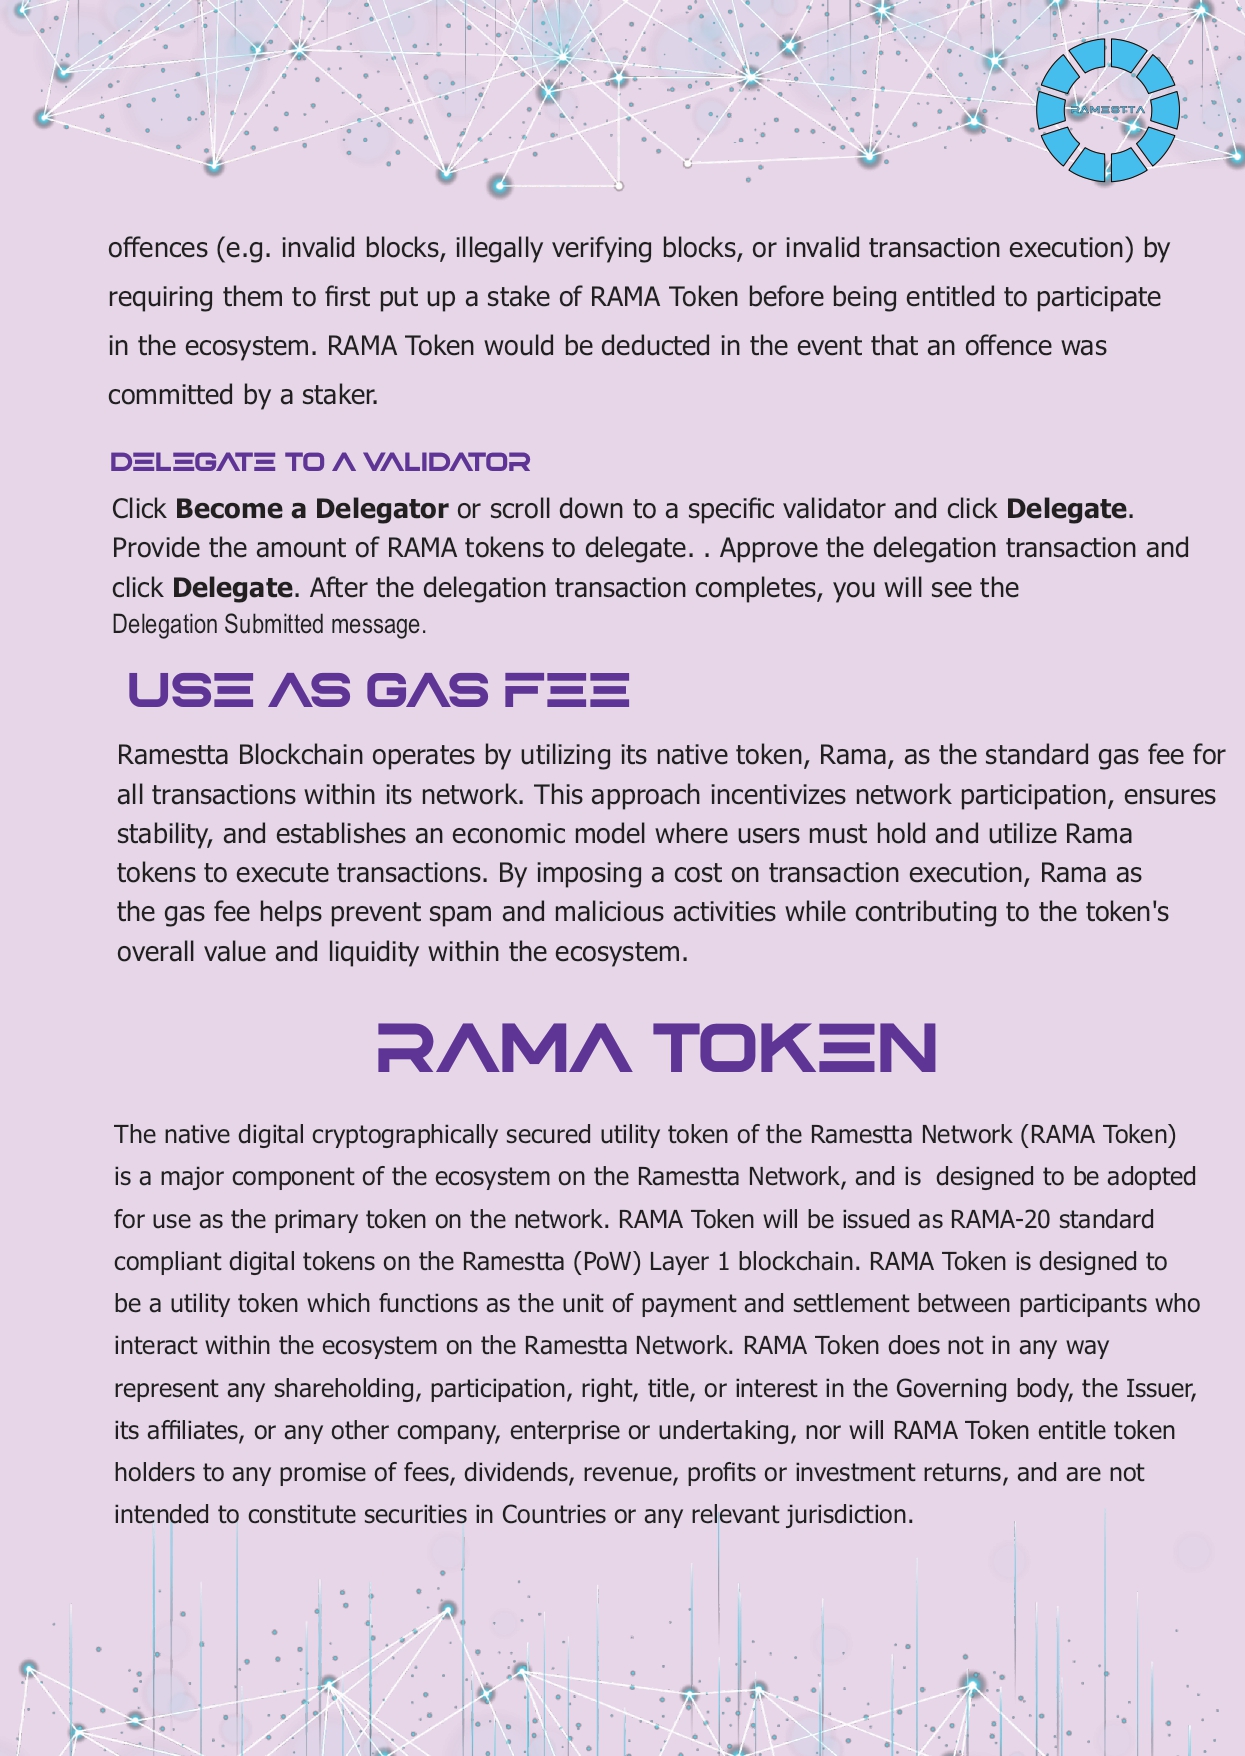 RAMESTTA
offences (e.g. invalid blocks, illegally verifying blocks, or invalid transaction execution) by
requiring them to first put up a stake of RAMA Token before being entitled to participate
in the ecosystem. RAMA Token would be deducted in the event that an offence was
committed by a staker.
DELEGATE TO A VALIDATOR
Click Become a Delegator or scroll down to a specific validator and click Delegate.
Provide the amount of RAMA tokens to delegate. . Approve the delegation transaction and
click Delegate. After the delegation transaction completes, you will see the
Delegation Submitted message.
USE AS GAS FEE
Ramestta Blockchain operates by utilizing its native token, Rama, as the standard gas fee for
all transactions within its network. This approach incentivizes network participation, ensures
stability, and establishes an economic model where users must hold and utilize Rama
tokens to execute transactions. By imposing a cost on transaction execution, Rama as
the gas fee helps prevent spam and malicious activities while contributing to the token's
overall value and liquidity within the ecosystem.
RAMA TOKEN
The native digital cryptographically secured utility token of the Ramestta Network (RAMA Token)
is a major component of the ecosystem on the Ramestta Network, and is  designed to be adopted
for use as the primary token on the network. RAMA Token will be issued as RAMA-20 standard
compliant digital tokens on the Ramestta (PoW) Layer 1 blockchain. RAMA Token is designed to
be a utility token which functions as the unit of payment and settlement between participants who
interact within the ecosystem on the Ramestta Network. RAMA Token does not in any way
represent any shareholding, participation, right, title, or interest in the Governing body, the Issuer,
its affiliates, or any other company, enterprise or undertaking, nor will RAMA Token entitle token
holders to any promise of fees, dividends, revenue, profits or investment returns, and are not
intended to constitute securities in Countries or any relevant jurisdiction.